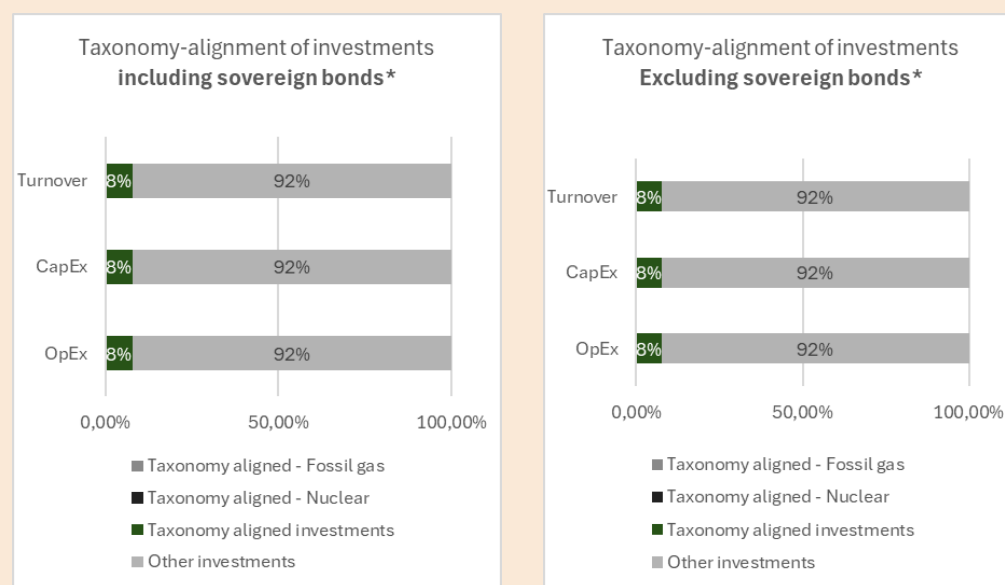 Taxonomy-alignment of investments
including sovereign bonds*
Turnover
8%
92%
CapEx
8%
92%
OpEx
8%
92%
0,00%
50,00%
100,00%
Taxonomy aligned - Fossil gas
Taxonomy aligned - Nuclear
Taxonomy aligned investments
Other investments
Taxonomy-alignment of investments
Excluding sovereign bonds*
Turnover
8%
92%
CapEx
8%
92%
OpEx
8%
92%
0,00%
50,00%
100,00%
Taxonomy aligned - Fossil gas
Taxonomy aligned - Nuclear
Taxonomy aligned investments
Other investments